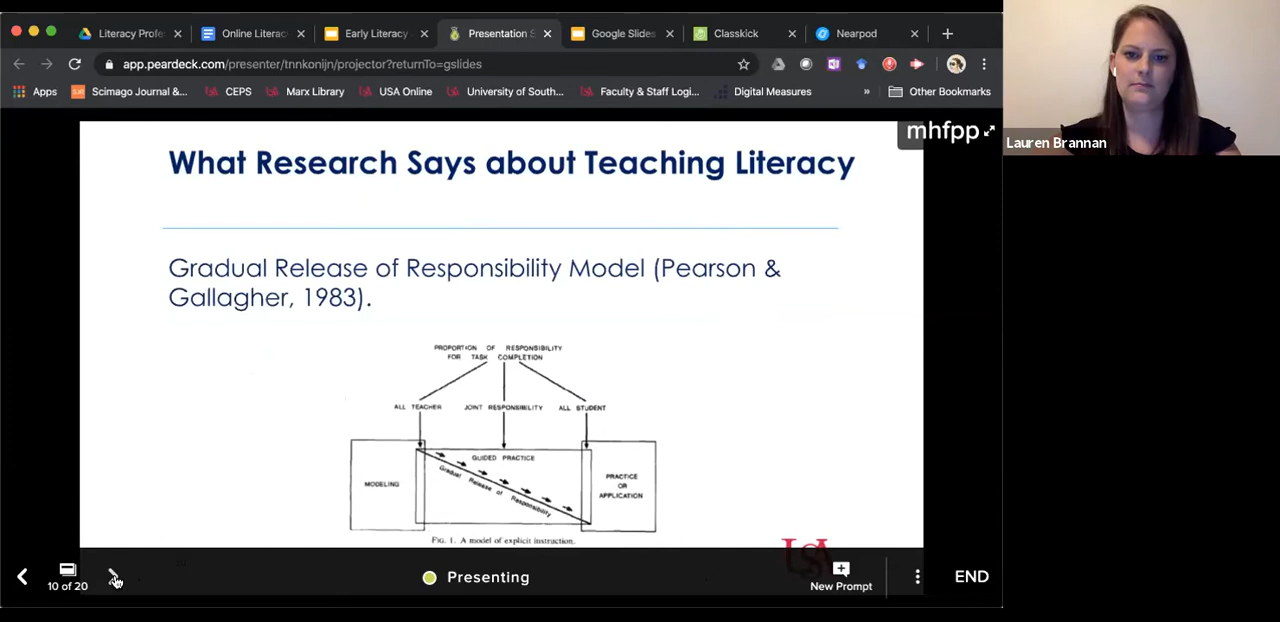 Literacy Profe
Online Literac
Early Literacy
Presentation S
Google Slides
Classkick
Nearpod
app.peardeck.com/presenter/tnnkonijn/projector?returnTo=gslides
Apps
Scimago Journal &...
CEPS
Marx Library
USA Online
University of South...
Faculty & Staff Logi...
Digital Measures
»
Other Bookmarks
mhfpp
Lauren Brannan
What Research Says about Teaching Literacy
Gradual Release of Responsibility Model (Pearson &
Gallagher, 1983).
PROPORTION OF RESPONSIBILITY
FOR TASK COMPLETION
ALL TEACHER
JOINT RESPONSIBILITY
ALL STUDENT
GUIDED PRACTICE
MODELING
Gradual Release of Responsibility
PRACTICE
OR
APPLICATION
FIG. 1. A model of explicit instruction.
USA
10 of 20
Presenting
New Prompt
END